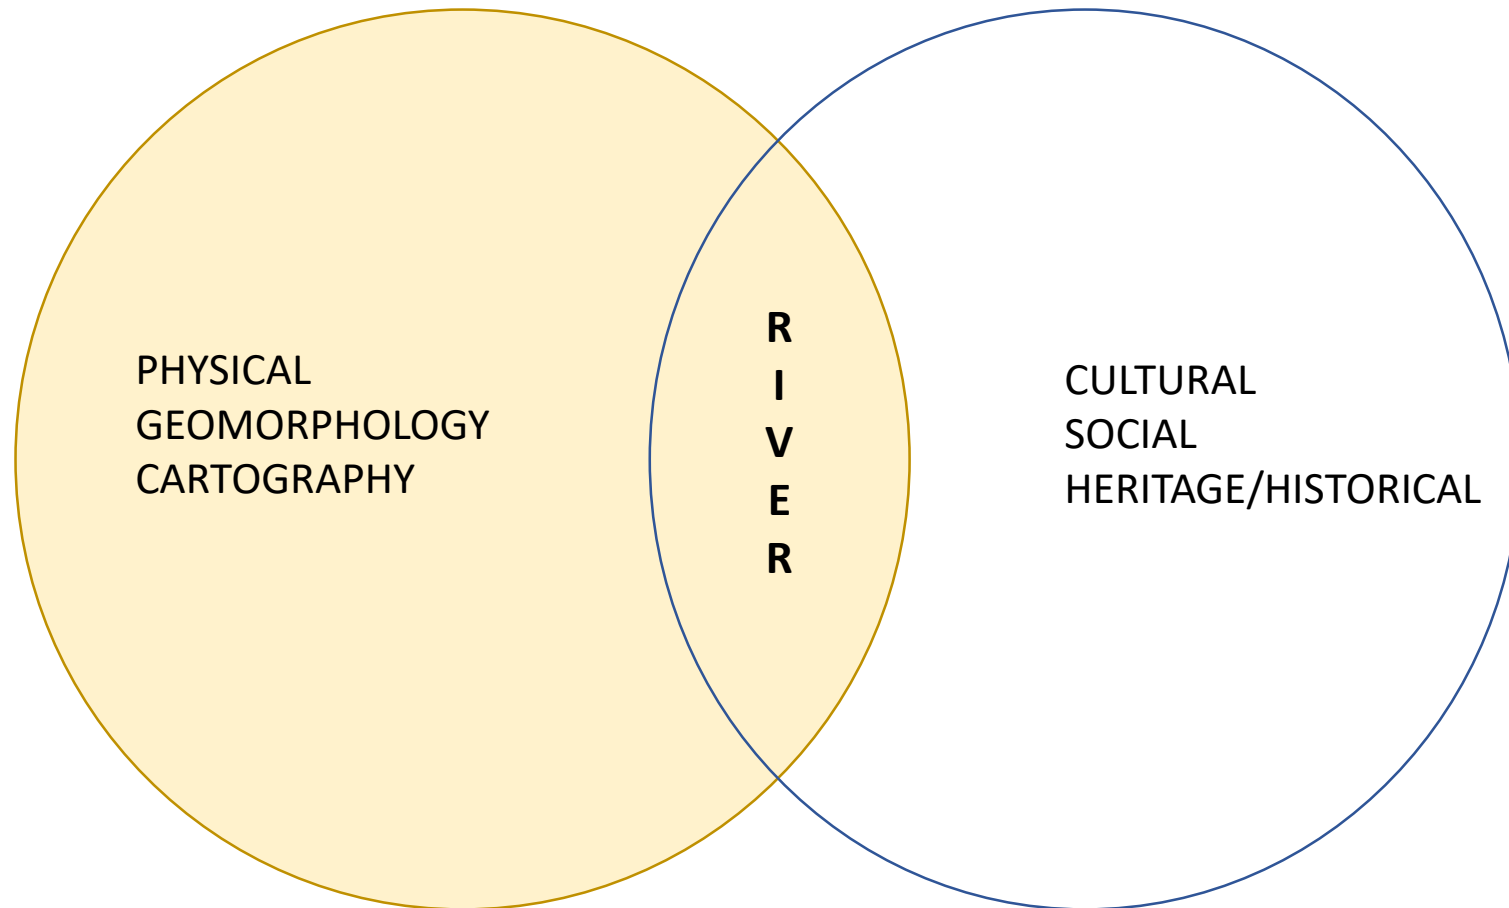 PHYSICAL
GEOMORPHOLOGY
CARTOGRAPHY
R
I
V
E
R
CULTURAL
SOCIAL
HERITAGE/HISTORICAL